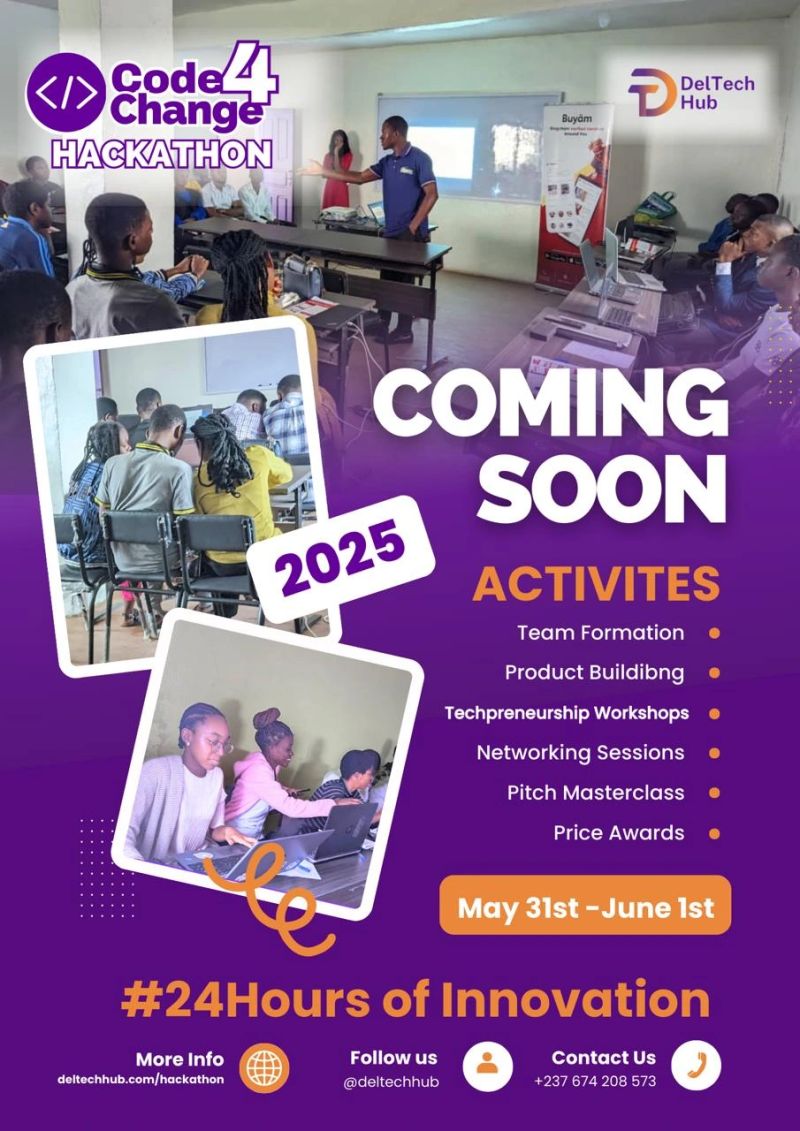 Code 4
Change
HACKATHON
DelTech
Hub
Buyam
COMING
SOON
2025
ACTIVITES
Team Formation
Product Buildibng
Techpreneurship Workshops
Networking Sessions
Pitch Masterclass
Price Awards
May 31st -June 1st
#24Hours of Innovation
More Info
deltechhub.com/hackathon
Follow us
@deltechhub
Contact Us
+237 674 208 573